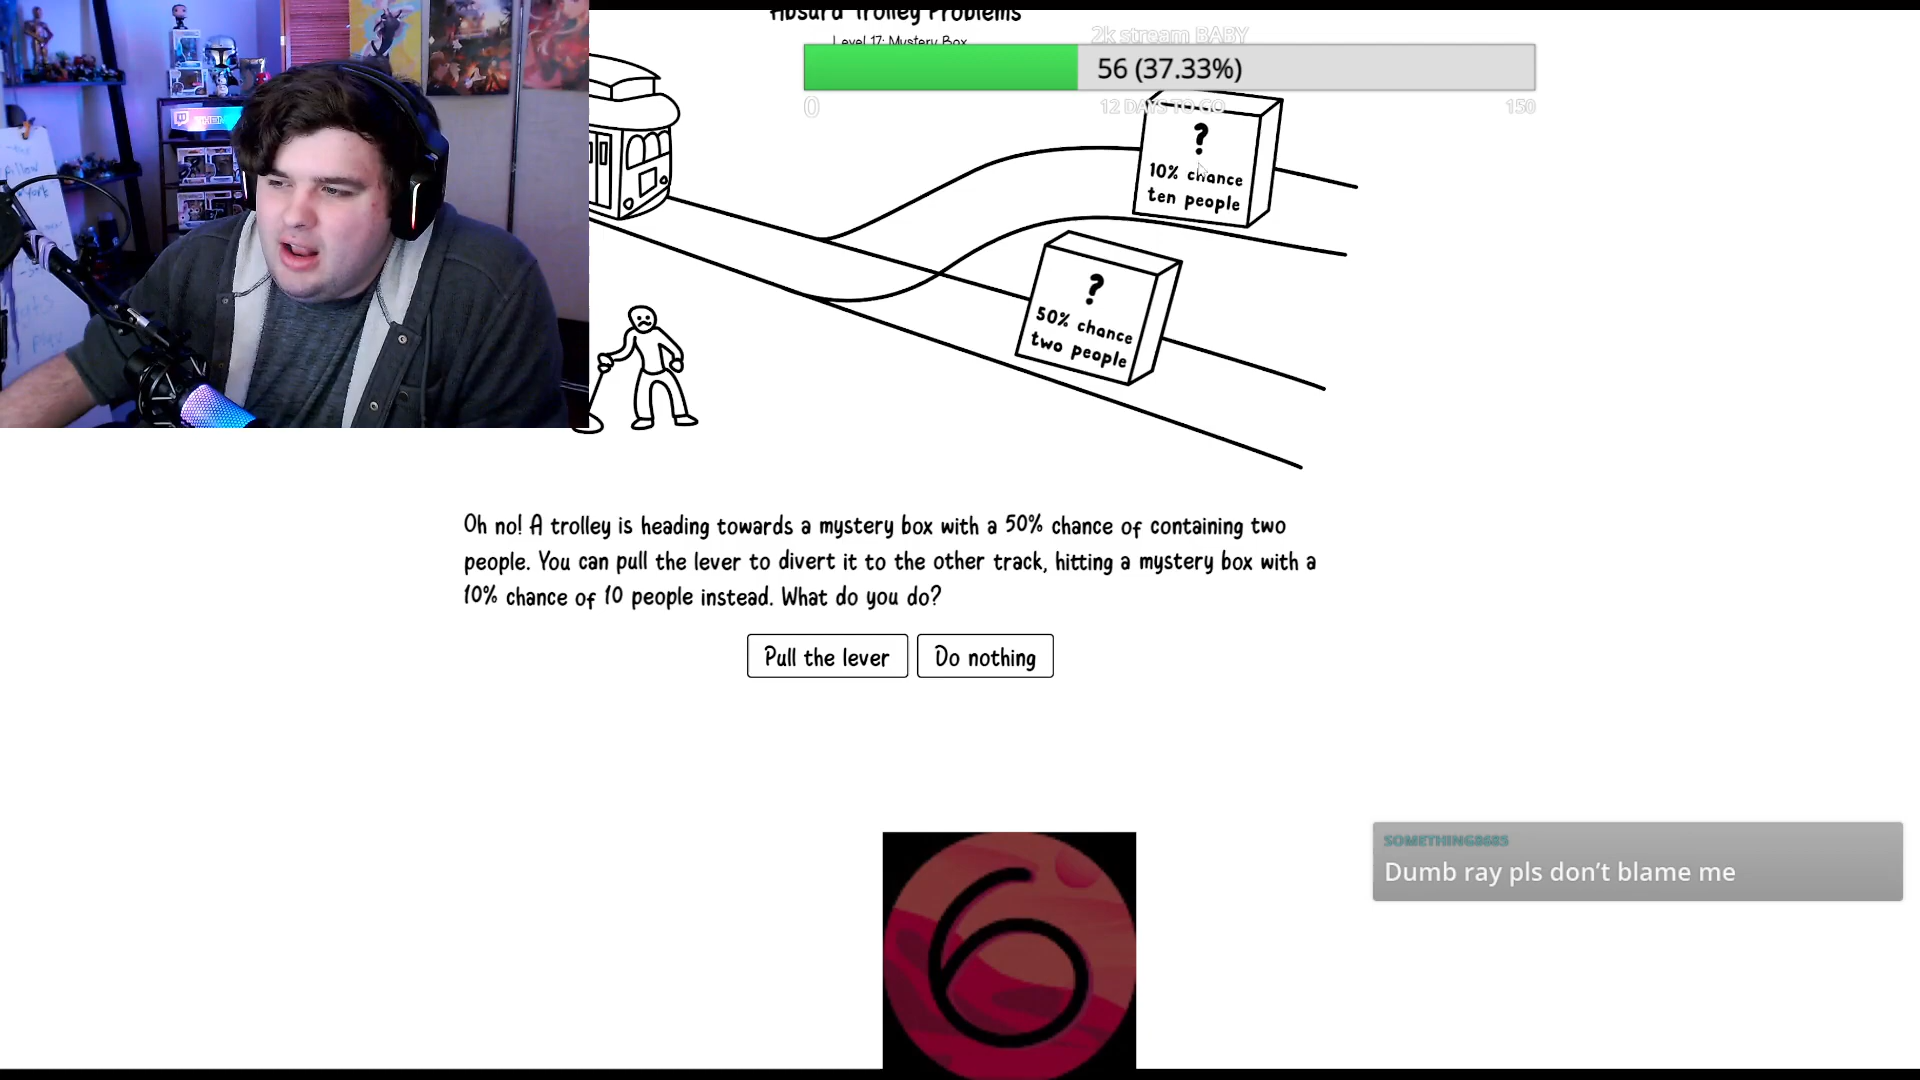 Absurd Trolley Problems
Level 17: Mystery Box
2k stream BABY
56 (37.33%)
0
12 DAYS TO GO
150
?
10% chance
ten people
?
50% chance
two people
Oh no! A trolley is heading towards a mystery box with a 50% chance of containing two
people. You can pull the lever to divert it to the other track, hitting a mystery box with a
10% chance of 10 people instead. What do you do?
Pull the lever
Do nothing
SOMETHING8685
Dumb ray pls don’t blame me
6